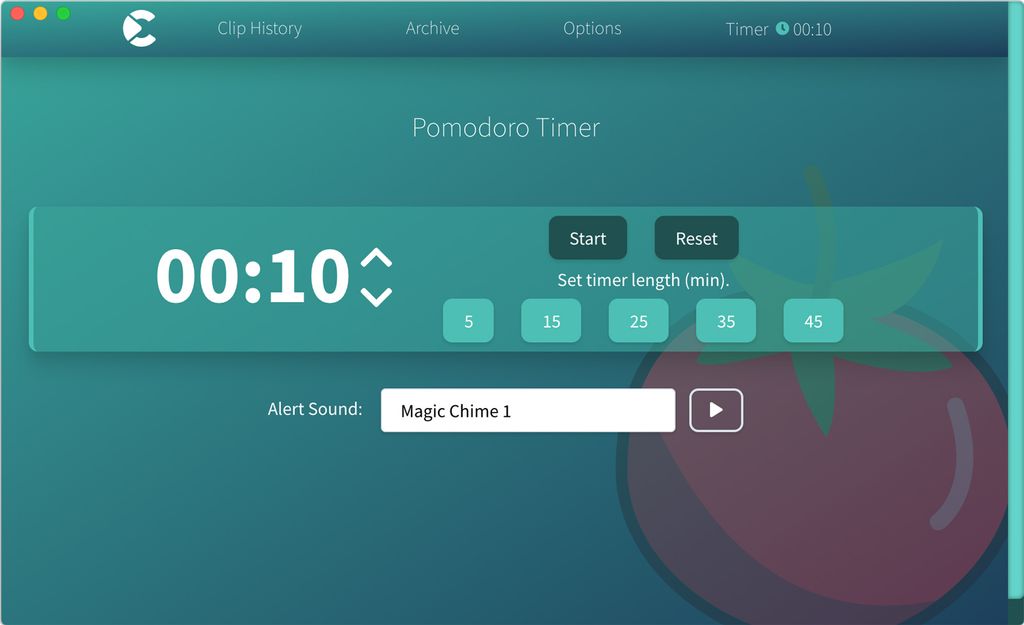 Clip History Archive Options Timer 00:10
Pomodoro Timer
00:10
Start Reset
Set timer length (min).
5 15 25 35 45
Alert Sound: Magic Chime 1